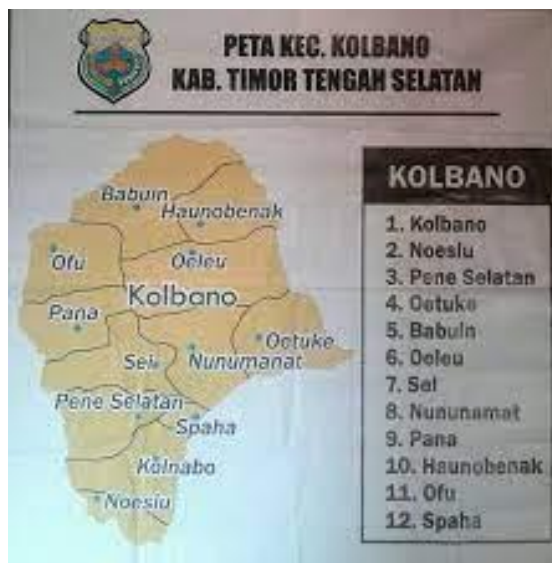 PETA KEC. KOLBANO
KAB. TIMOR TENGAH SELATAN
Babuin
Haunobenak
Ofu
Oeleu
Kolbano
Pana
Oetuke
Sei
Nunumanat
Pene Selatan
Spaha
Kolnabo
Noesiu
KOLBANO
1. Kolbano
2. Noesiu
3. Pene Selatan
4. Oetuke
5. Babuin
6. Oeleu
7. Sei
8. Nununamat
9. Pana
10. Haunobenak
11. Ofu
12. Spaha